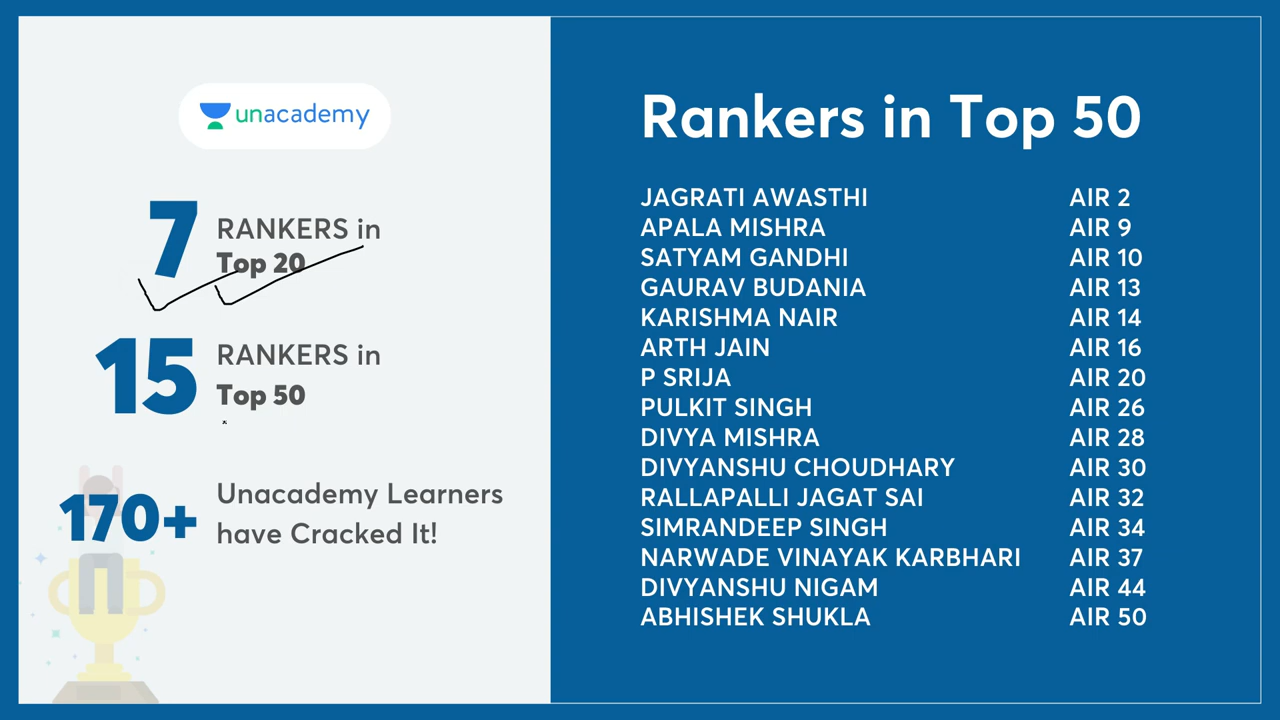 unacademy
7 RANKERS in
Top 20
15 RANKERS in
Top 50
170+ Unacademy Learners
have Cracked It!
Rankers in Top 50
JAGRATI AWASTHI AIR 2
APALA MISHRA AIR 9
SATYAM GANDHI AIR 10
GAURAV BUDANIA AIR 13
KARISHMA NAIR AIR 14
ARTH JAIN AIR 16
P SRIJA AIR 20
PULKIT SINGH AIR 26
DIVYA MISHRA AIR 28
DIVYANSHU CHOUDHARY AIR 30
RALLAPALLI JAGAT SAI AIR 32
SIMRANDEEP SINGH AIR 34
NARWADE VINAYAK KARBHARI AIR 37
DIVYANSHU NIGAM AIR 44
ABHISHEK SHUKLA AIR 50